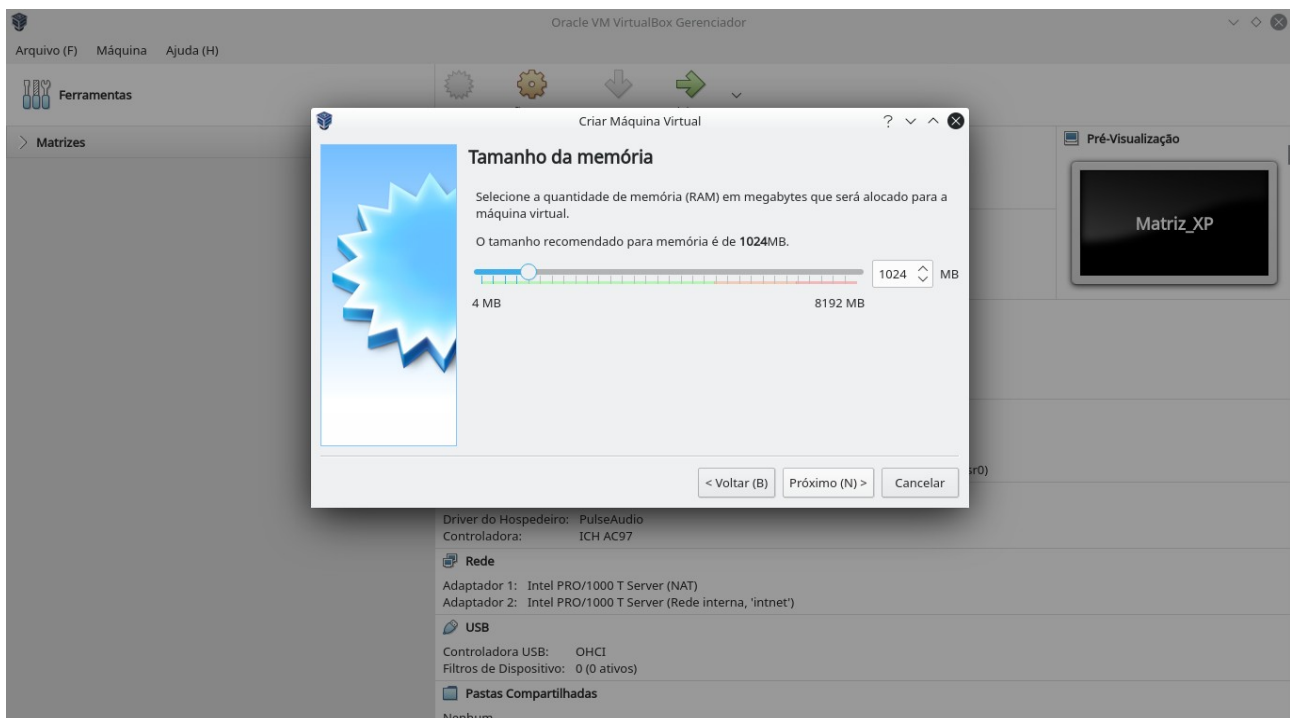 Oracle VM VirtualBox Gerenciador
Arquivo (F) Máquina Ajuda (H)
Ferramentas
Matrizes
Pré-Visualização
Matriz_XP
Criar Máquina Virtual
Tamanho da memória
Selecione a quantidade de memória (RAM) em megabytes que será alocado para a
máquina virtual.
O tamanho recomendado para memória é de 1024MB.
1024 MB
4 MB 8192 MB
< Voltar (B) Próximo (N) > Cancelar
sr0)
Driver do Hospedeiro: PulseAudio
Controladora: ICH AC97
Rede
Adaptador 1: Intel PRO/1000 T Server (NAT)
Adaptador 2: Intel PRO/1000 T Server (Rede interna, 'intnet')
USB
Controladora USB: OHCI
Filtros de Dispositivo: 0 (0 ativos)
Pastas Compartilhadas
Nenhum